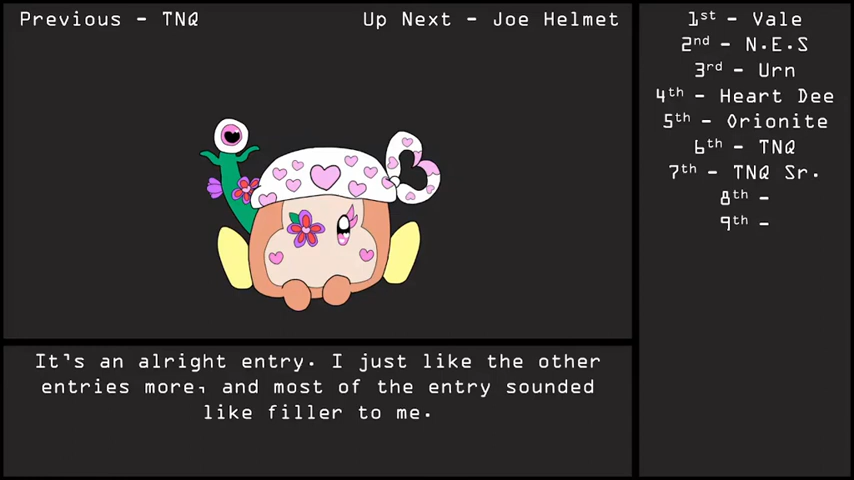 Previous - TNQ
Up Next - Joe Helmet
It's an alright entry. I just like the other
entries more, and most of the entry sounded
like filler to me.
1st - Vale
2nd - N.E.S
3rd - Urn
4th - Heart Dee
5th - Orionite
6th - TNQ
7th - TNQ Sr.
8th -
9th -